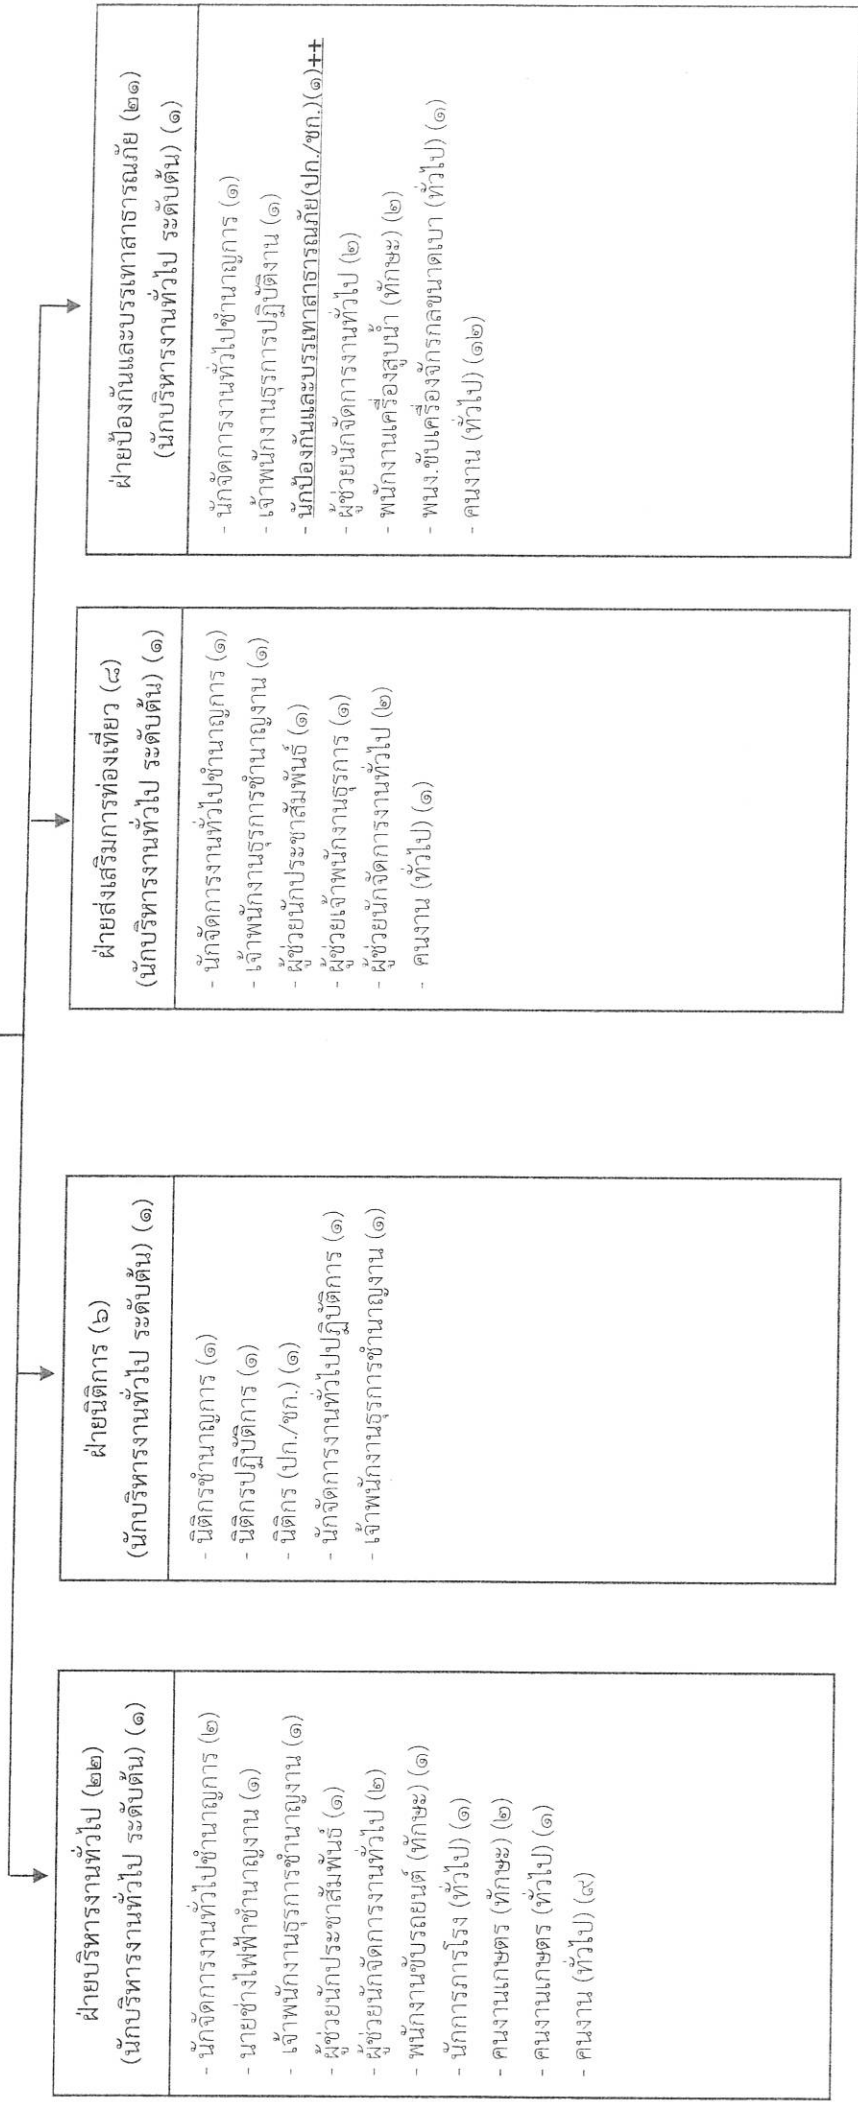 ฝ่ายบริหารงานทั่วไป (๒๒)
(นักบริหารงานทั่วไป ระดับต้น) (๑)
- นักจัดการงานทั่วไปชำนาญการ (๒)
- นายช่างไฟฟ้าชำนาญงาน (๑)
- เจ้าพนักงานธุรการชำนาญงาน (๑)
- ผู้ช่วยนักประชาสัมพันธ์ (๑)
- ผู้ช่วยนักจัดการงานทั่วไป (๒)
- พนักงานขับรถยนต์ (ทักษะ) (๑)
- นักการภารโรง (ทั่วไป) (๑)
- คนงานเกษตร (ทักษะ) (๒)
- คนงานเกษตร (ทั่วไป) (๑)
- คนงาน (ทั่วไป) (๙)
ฝ่ายนิติการ (๖)
(นักบริหารงานทั่วไป ระดับต้น) (๑)
- นิติกรชำนาญการ (๑)
- นิติกรปฏิบัติการ (๑)
- นิติกร (ปก./ชก.) (๑)
- นักจัดการงานทั่วไปปฏิบัติการ (๑)
- เจ้าพนักงานธุรการชำนาญงาน (๑)
ฝ่ายส่งเสริมการท่องเที่ยว (๘)
(นักบริหารงานทั่วไป ระดับต้น) (๑)
- นักจัดการงานทั่วไปชำนาญการ (๑)
- เจ้าพนักงานธุรการชำนาญงาน (๑)
- ผู้ช่วยนักประชาสัมพันธ์ (๑)
- ผู้ช่วยเจ้าพนักงานธุรการ (๑)
- ผู้ช่วยนักจัดการงานทั่วไป (๒)
- คนงาน (ทั่วไป) (๑)
ฝ่ายป้องกันและบรรเทาสาธารณภัย (๒๑)
(นักบริหารงานทั่วไป ระดับต้น) (๑)
- นักจัดการงานทั่วไปชำนาญการ (๑)
- เจ้าพนักงานธุรการปฏิบัติงาน (๑)
- นักป้องกันและบรรเทาสาธารณภัย(ปก./ชก.)(๑)++
- ผู้ช่วยนักจัดการงานทั่วไป (๒)
- พนักงานเครื่องสูบน้ำ (ทักษะ) (๒)
- พนง.ขับเครื่องจักรกลขนาดเบา (ทั่วไป) (๑)
- คนงาน (ทั่วไป) (๑๒)